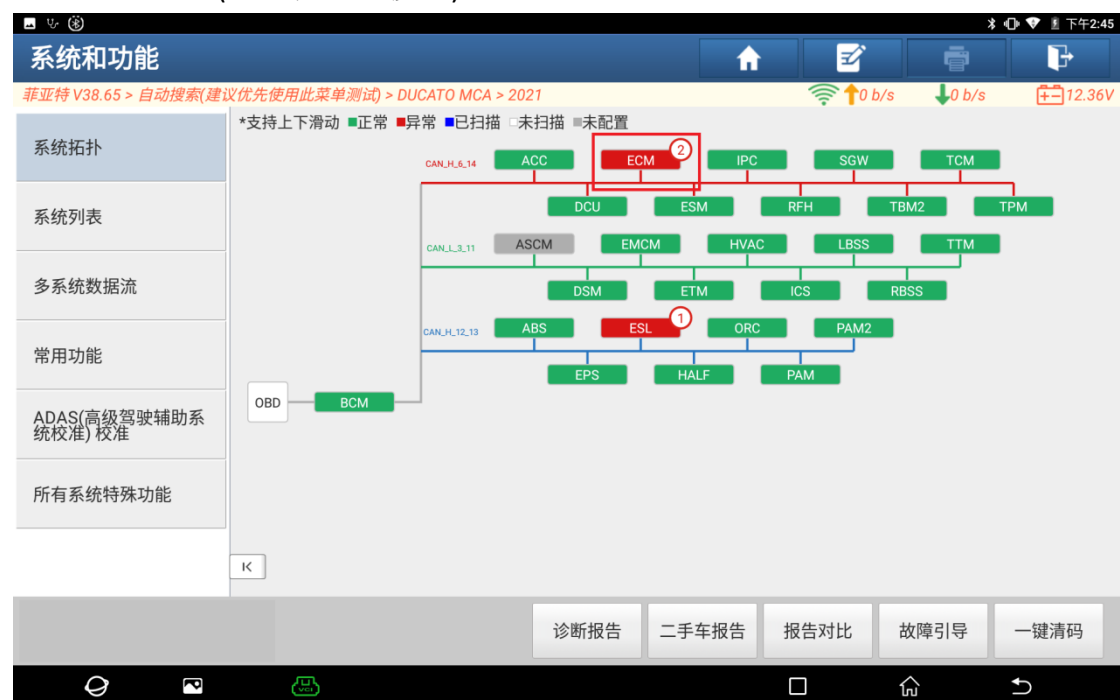 下午2:45
系统和功能
菲亚特 V38.65 > 自动搜索(建议优先使用此菜单测试) > DUCATO MCA > 2021
0 b/s
0 b/s
12.36V
系统拓扑
系统列表
多系统数据流
常用功能
ADAS(高级驾驶辅助系
统校准) 校准
所有系统特殊功能
*支持上下滑动 正常 异常 已扫描 未扫描 未配置
CAN_H_6_14 ACC ECM 2 IPC SGW TCM
DCU ESM RFH TBM2 TPM
CAN_L_3_11 ASCM EMCM HVAC LBSS TTM
DSM ETM ICS RBSS
CAN_H_12_13 ABS ESL 1 ORC PAM2
EPS HALF PAM
OBD BCM
诊断报告 二手车报告 报告对比 故障引导 一键清码
VCI